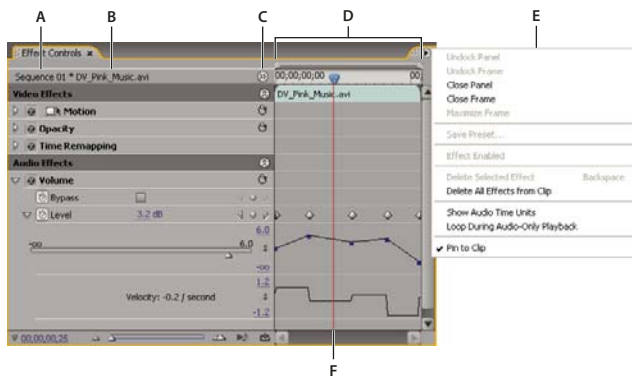 A B C D E
Effect Controls
Sequence 01 * DV_Pink_Music.avi
00;00;00;00 00;
Video Effects
DV_Pink_Music.avi
Motion
Opacity
Time Remapping
Audio Effects
Volume
Bypass
Level 3.2 dB
6.0
-∞ 6.0
-∞
1.2
Velocity: -0.2 / second
-1.2
00;00;00;25
Undock Panel
Undock Frame
Close Panel
Close Frame
Maximize Frame
Save Preset...
Effect Enabled
Delete Selected Effect Backspace
Delete All Effects from Clip
Show Audio Time Units
Loop During Audio-Only Playback
Pin to Clip
F